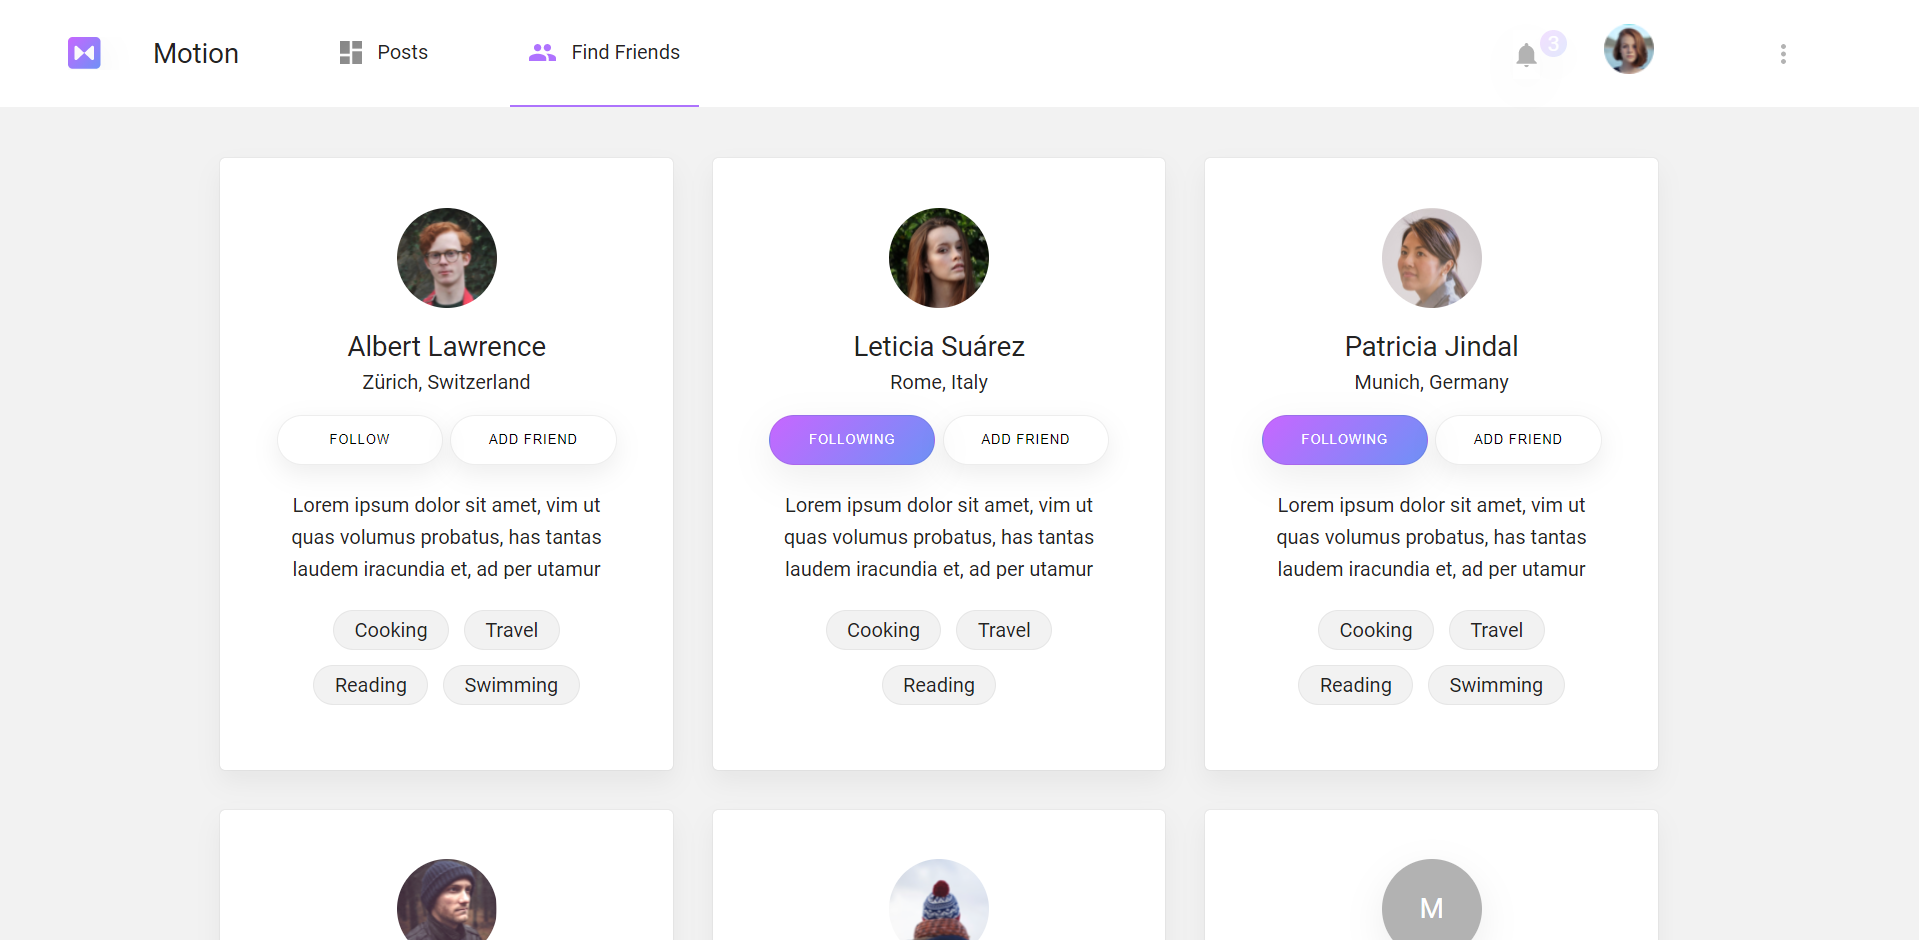 Motion
Posts
Find Friends
3
Albert Lawrence
Zürich, Switzerland
FOLLOW
ADD FRIEND
Lorem ipsum dolor sit amet, vim ut
quas volumus probatus, has tantas
laudem iracundia et, ad per utamur
Cooking
Travel
Reading
Swimming
Leticia Suárez
Rome, Italy
FOLLOWING
ADD FRIEND
Lorem ipsum dolor sit amet, vim ut
quas volumus probatus, has tantas
laudem iracundia et, ad per utamur
Cooking
Travel
Reading
Patricia Jindal
Munich, Germany
FOLLOWING
ADD FRIEND
Lorem ipsum dolor sit amet, vim ut
quas volumus probatus, has tantas
laudem iracundia et, ad per utamur
Cooking
Travel
Reading
Swimming
M